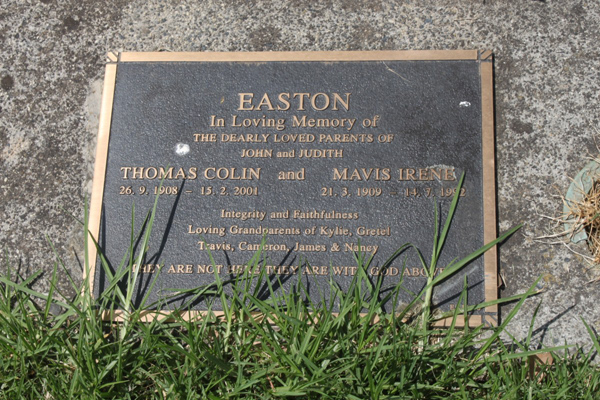 EASTON
In Loving Memory of
THE DEARLY LOVED PARENTS OF
JOHN and JUDITH
THOMAS COLIN and MAVIS IRENE
26. 9. 1908 – 15. 2. 2001 21. 3. 1909 – 14. 7. 1992
Integrity and Faithfulness
Loving Grandparents of Kylie, Gretel
Travis, Cameron, James & Nancy
THEY ARE NOT HERE THEY ARE WITH GOD ABOVE